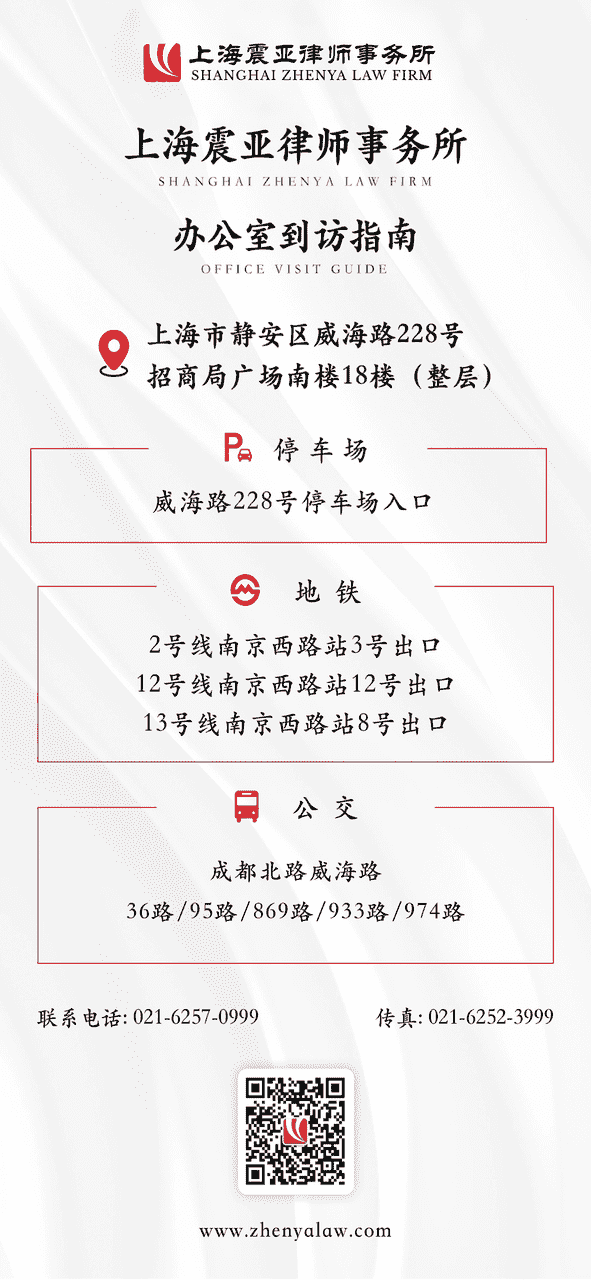 上海震亚律师事务所
SHANGHAI ZHENYA LAW FIRM
上海震亚律师事务所
SHANGHAI ZHENYA LAW FIRM
办公室到访指南
OFFICE VISIT GUIDE
上海市静安区威海路228号
招商局广场南楼18楼（整层）
P 停车场
威海路228号停车场入口
地铁
2号线南京西路站3号出口
12号线南京西路站12号出口
13号线南京西路站8号出口
公交
成都北路威海路
36路/95路/869路/933路/974路
联系电话: 021-6257-0999 传真: 021-6252-3999
www.zhenyalaw.com